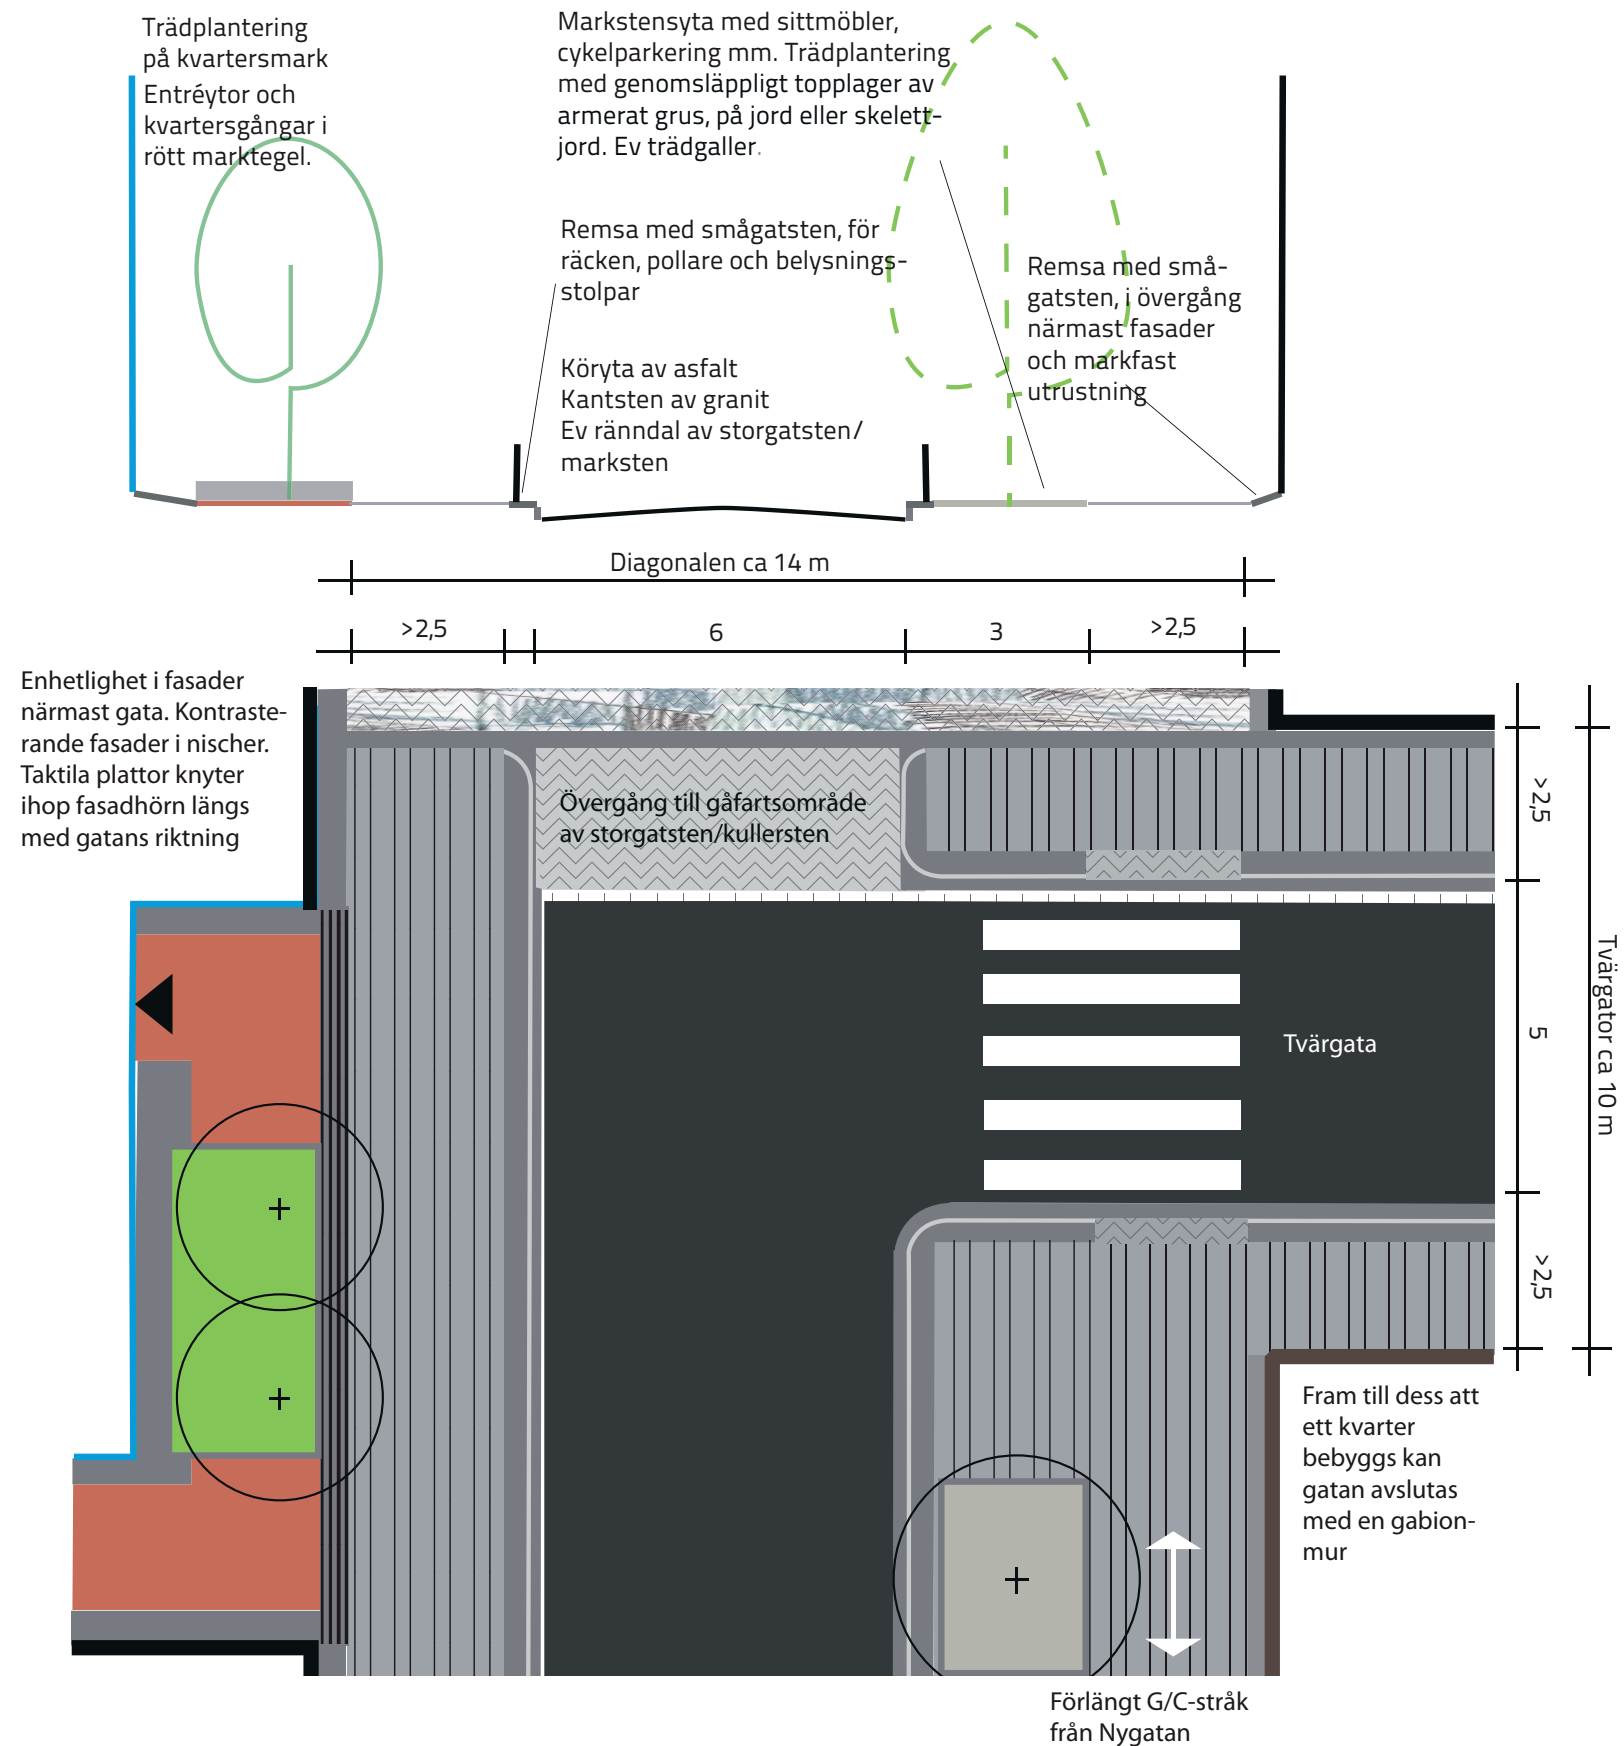 Trädplantering
på kvartersmark
Entréytor och
kvartersgångar i
rött marktegel.
Markstensyta med sittmöbler,
cykelparkering mm. Trädplantering
med genomsläppligt topplager av
armerat grus, på jord eller skelett-
jord. Ev trädgaller.
Remsa med smågatsten, för
räcken, pollare och belysnings-
stolpar
Remsa med små-
gatsten, i övergång
närmast fasader
och markfast
utrustning
Köryta av asfalt
Kantsten av granit
Ev ränndal av storgatsten/
marksten
Diagonalen ca 14 m
>2,5
6
3
>2,5
Enhetlighet i fasader
närmast gata. Kontraste-
rande fasader i nischer.
Taktila plattor knyter
ihop fasadhörn längs
med gatans riktning
Övergång till gåfartsområde
av storgatsten/kullersten
>2,5
5
>2,5
Tvärgator ca 10 m
Tvärgata
Fram till dess att
ett kvarter
bebyggs kan
gatan avslutas
med en gabion-
mur
Förlängt G/C-stråk
från Nygatan